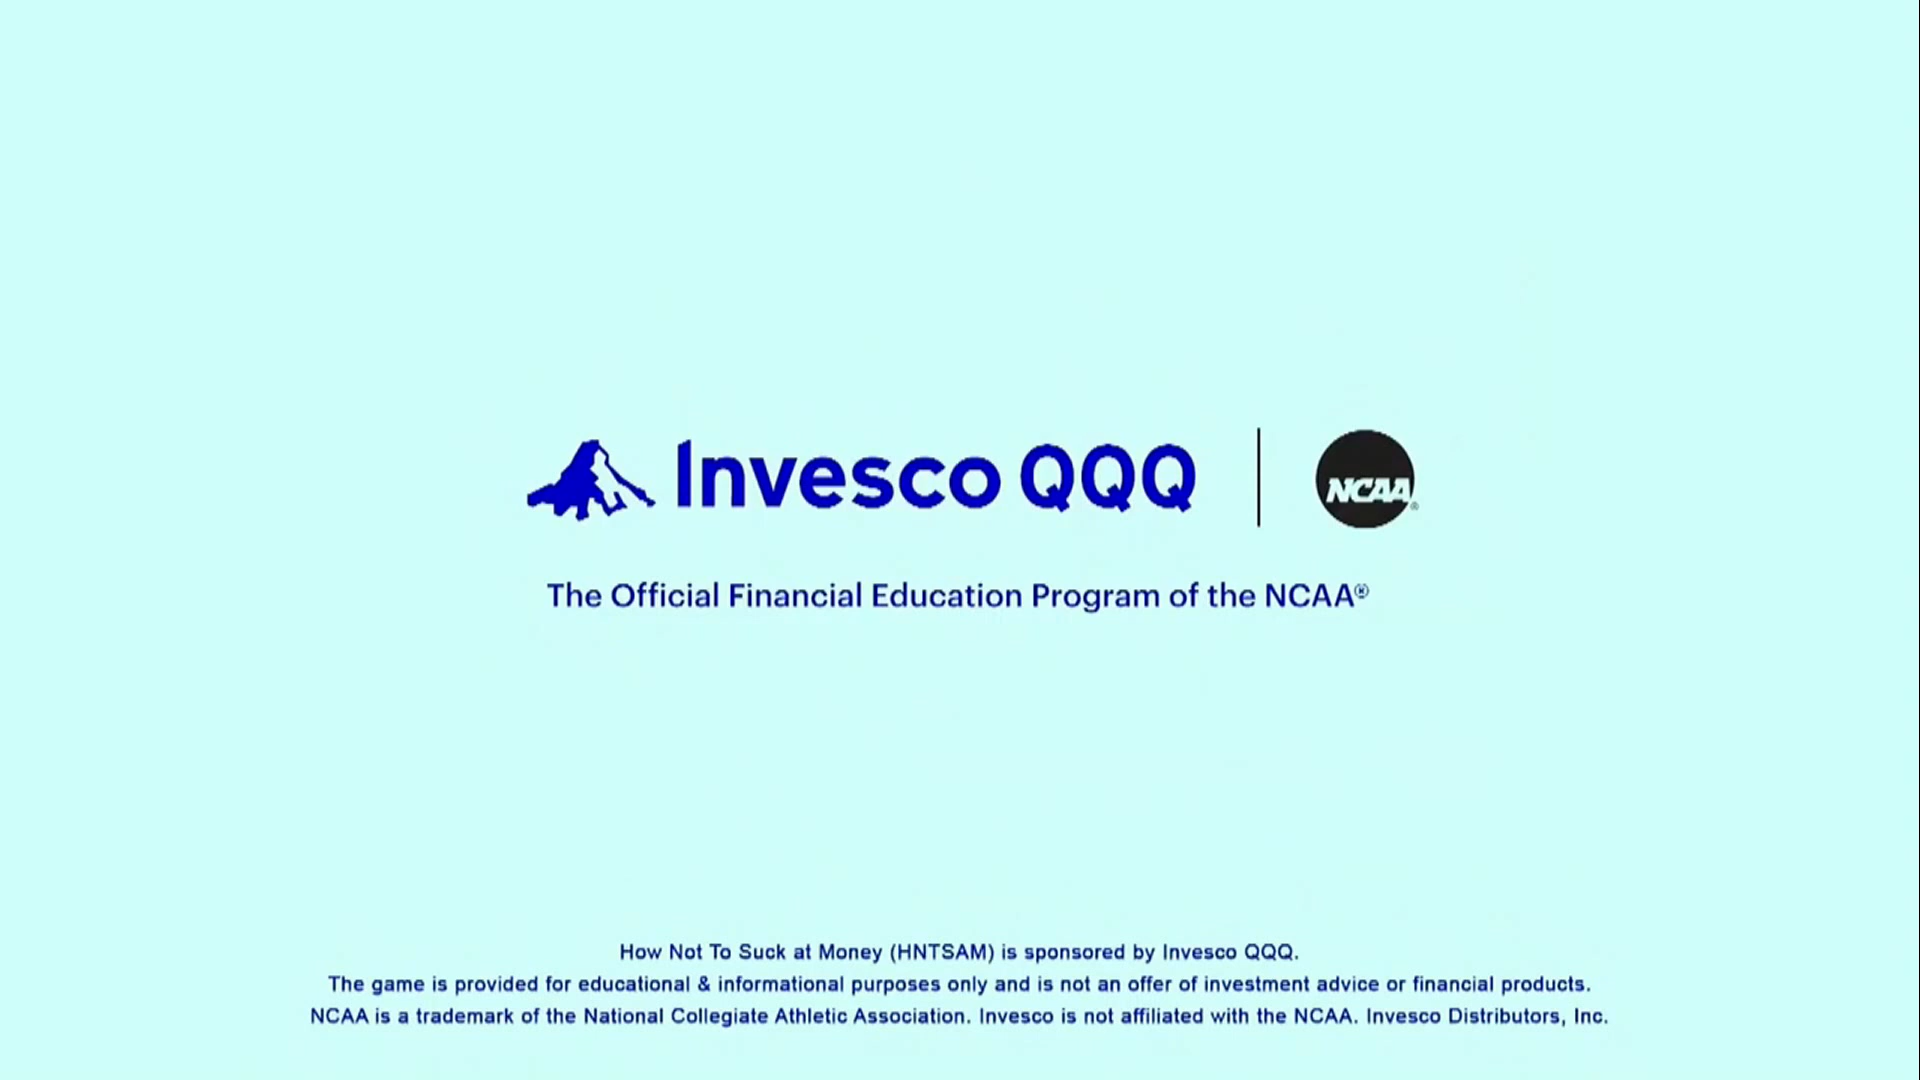 Invesco QQQ
NCAA®
The Official Financial Education Program of the NCAA®
How Not To Suck at Money (HNTSAM) is sponsored by Invesco QQQ.
The game is provided for educational & informational purposes only and is not an offer of investment advice or financial products.
NCAA is a trademark of the National Collegiate Athletic Association. Invesco is not affiliated with the NCAA. Invesco Distributors, Inc.